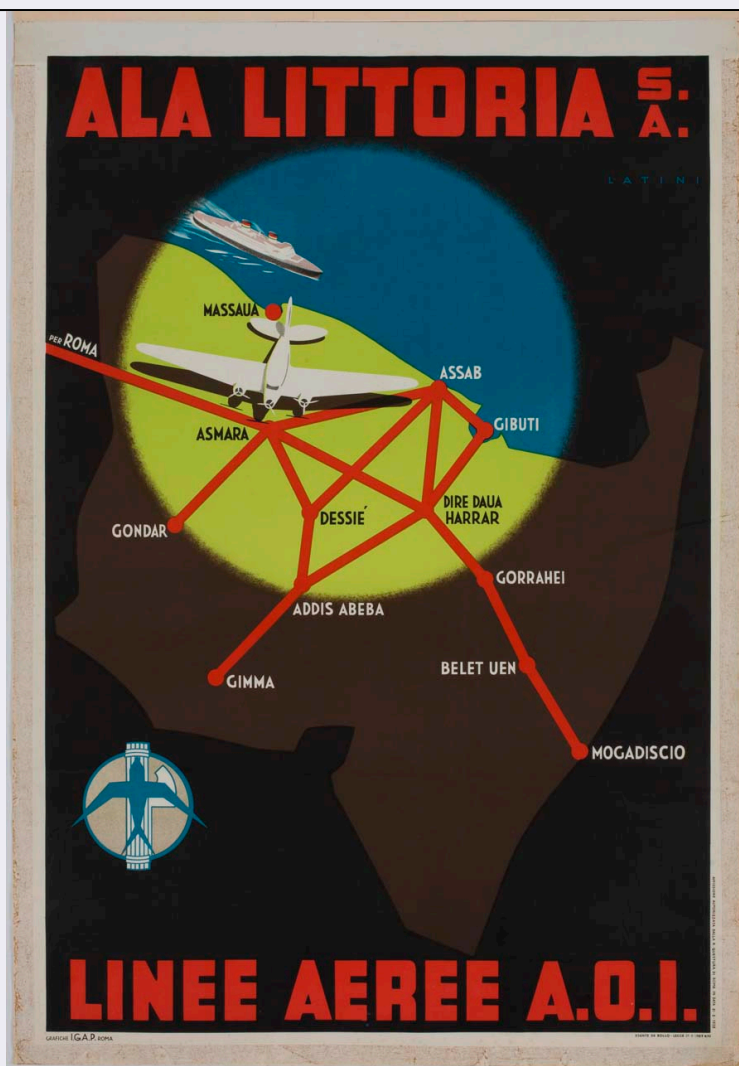 ALA LITTORIA S.A.
LATINI
MASSAUA
PER ROMA
ASSAB
GIBUTI
ASMARA
DIRE DAUA
HARRAR
DESSIE'
GONDAR
GORRAHEI
ADDIS ABEBA
BELET UEN
GIMMA
MOGADISCIO
LINEE AEREE A.O.I.
GRAFICHE I.G.A.P. ROMA